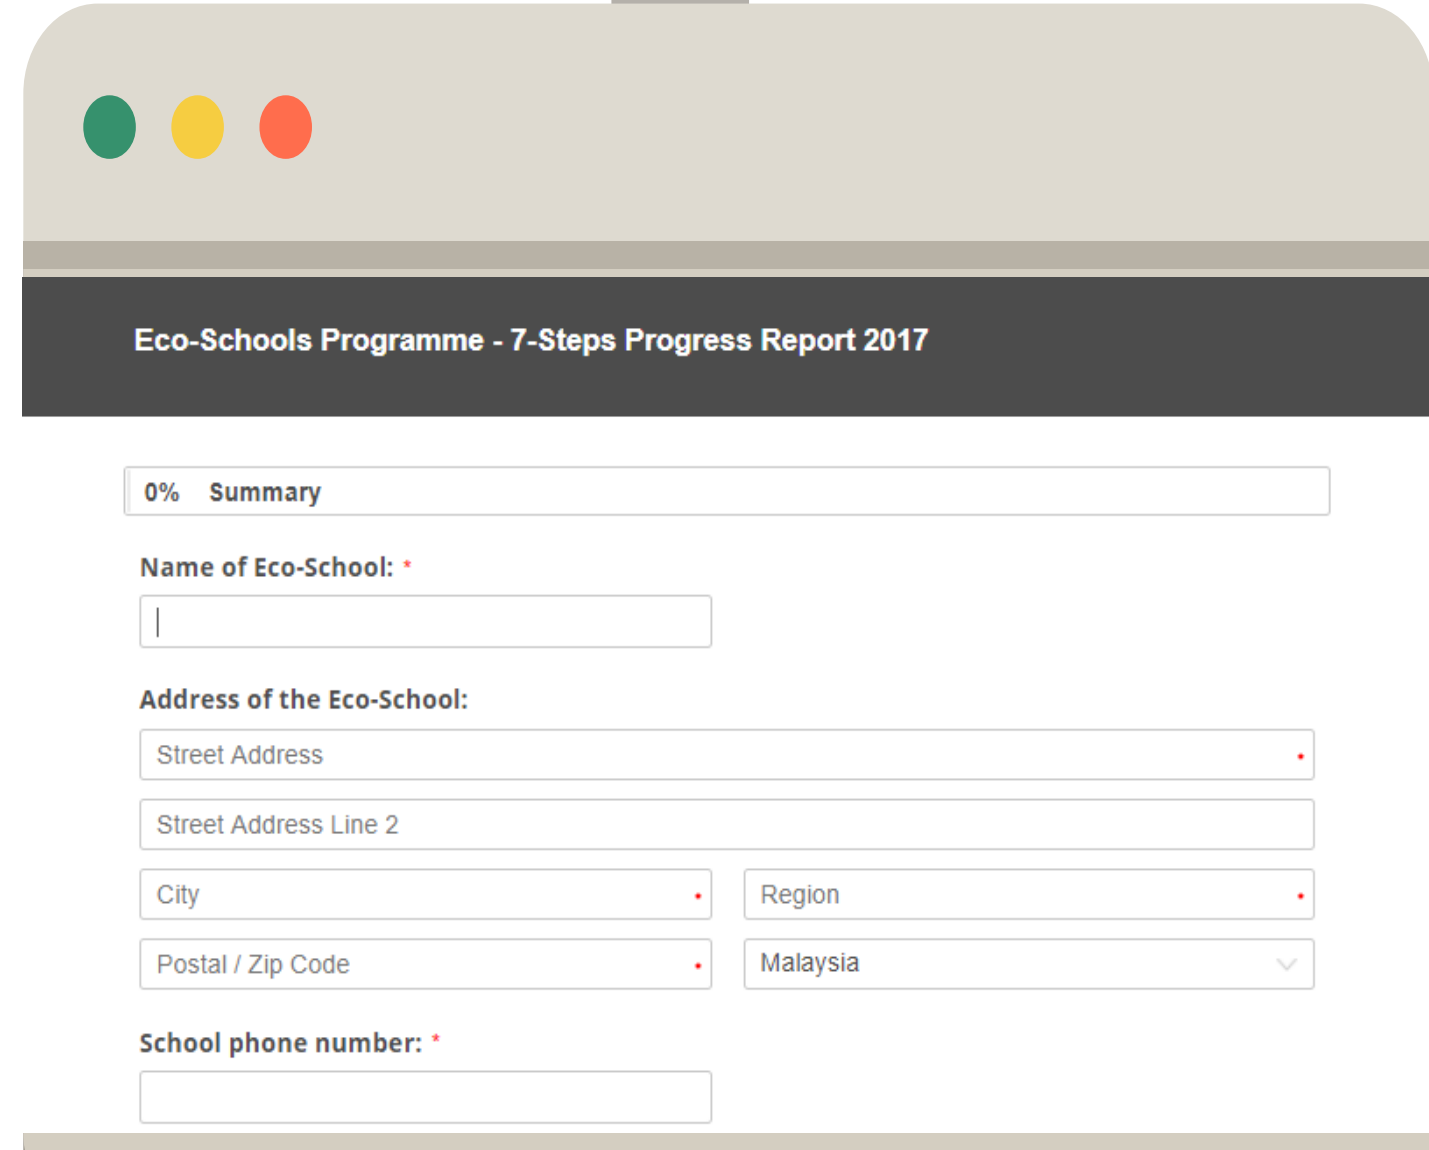 Eco-Schools Programme - 7-Steps Progress Report 2017
0% Summary
Name of Eco-School: *
Address of the Eco-School:
Street Address *
Street Address Line 2
City * Region *
Postal / Zip Code * Malaysia
School phone number: *